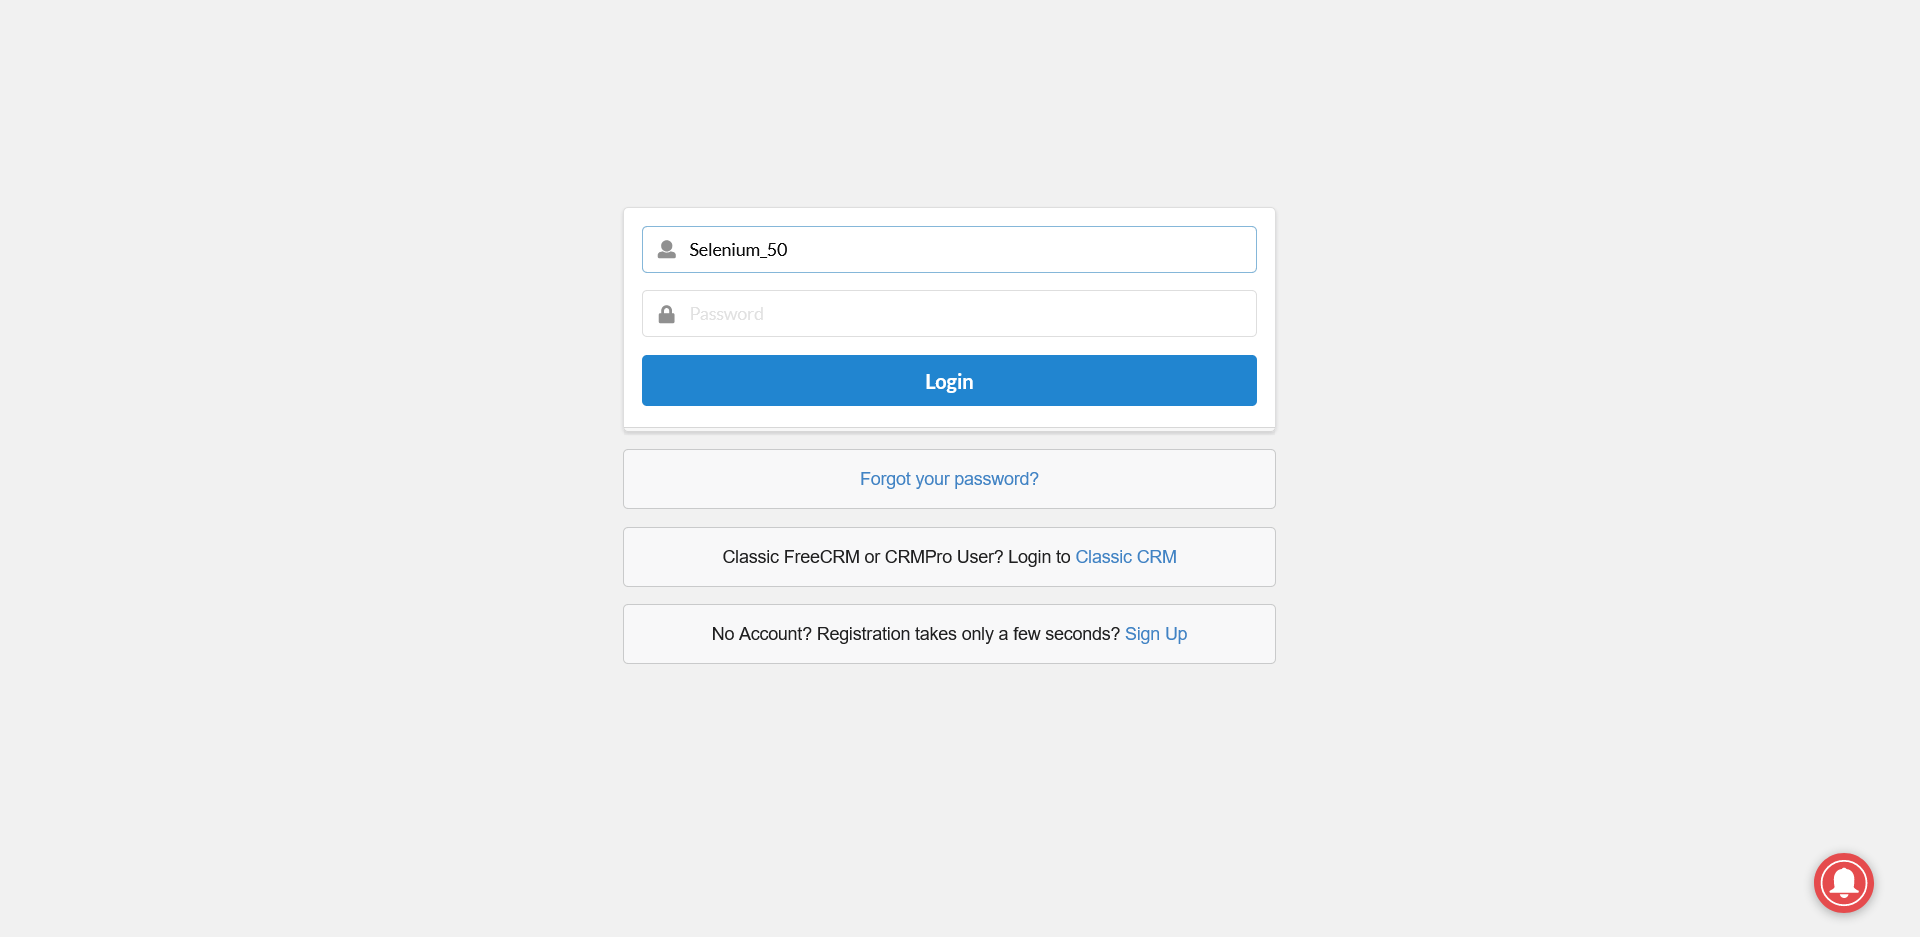 Selenium_50
Password
Login
Forgot your password?
Classic FreeCRM or CRMPro User? Login to Classic CRM
No Account? Registration takes only a few seconds? Sign Up